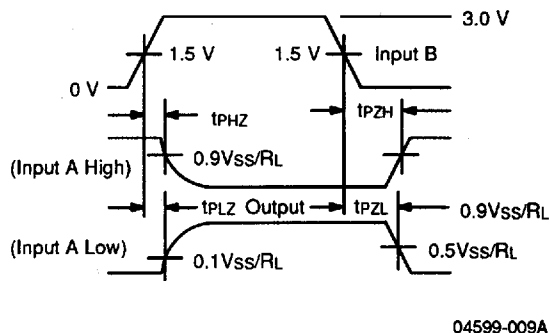 3.0 V
1.5 V 1.5 V Input B
0 V
tPHZ tPZH
(Input A High) 0.9VSS/RL
tPLZ Output tPZL 0.9VSS/RL
(Input A Low) 0.1VSS/RL 0.5VSS/RL
04599-009A